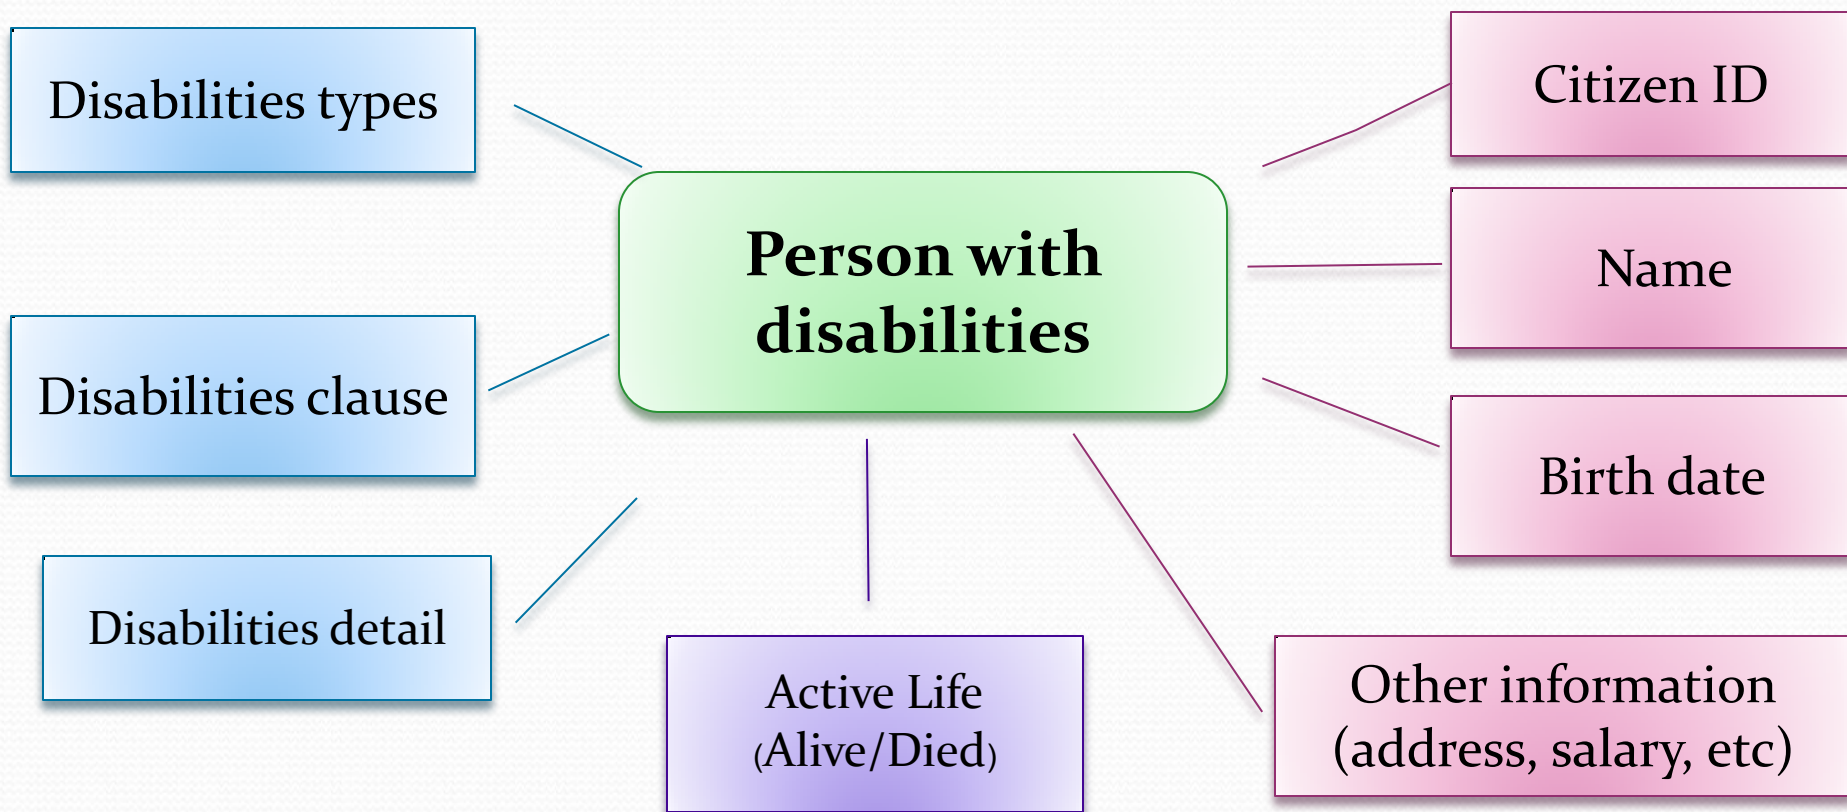 Disabilities types
Citizen ID
Person with
disabilities
Name
Disabilities clause
Birth date
Disabilities detail
Active Life
(Alive/Died)
Other information
(address, salary, etc)